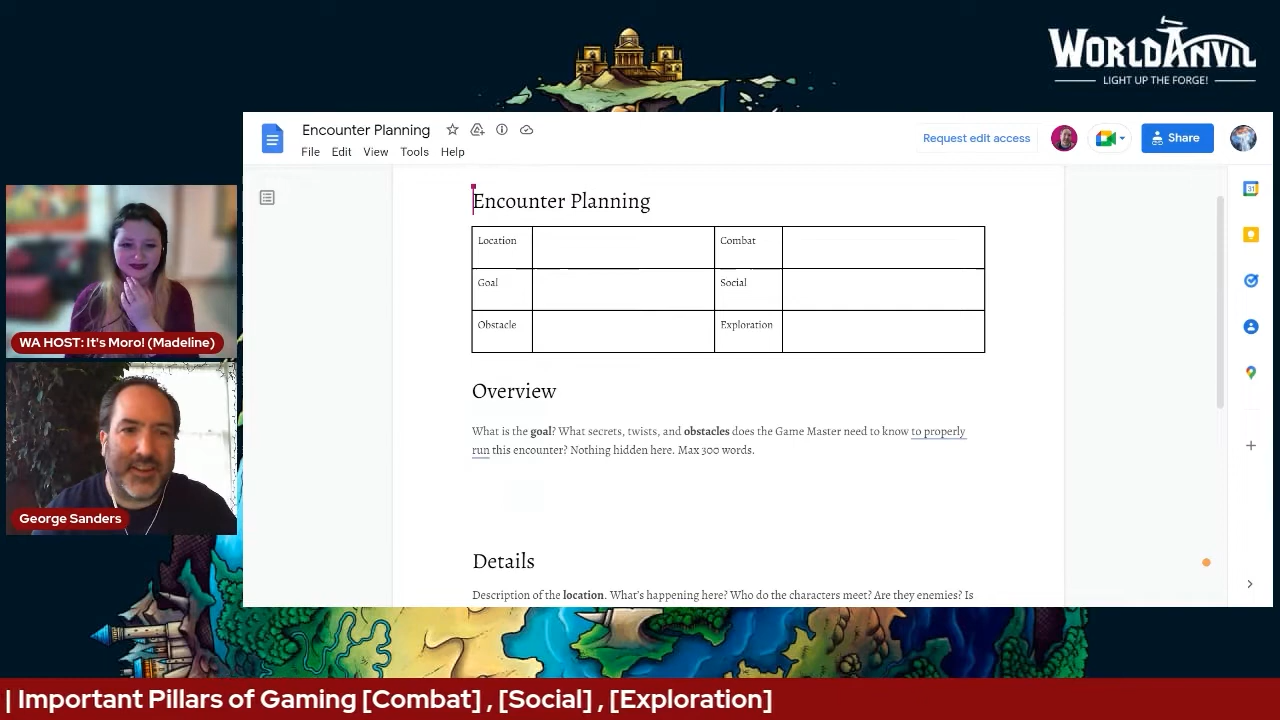 WORLDANVIL
LIGHT UP THE FORGE!
Encounter Planning
Request edit access
Share
File Edit View Tools Help
31
Encounter Planning
Location Combat
Goal Social
Obstacle Exploration
Overview
What is the goal? What secrets, twists, and obstacles does the Game Master need to know to properly
run this encounter? Nothing hidden here. Max 300 words.
Details
Description of the location. What's happening here? Who do the characters meet? Are they enemies? Is
WA HOST: It's Moro! (Madeline)
George Sanders
| Important Pillars of Gaming [Combat] , [Social] , [Exploration]